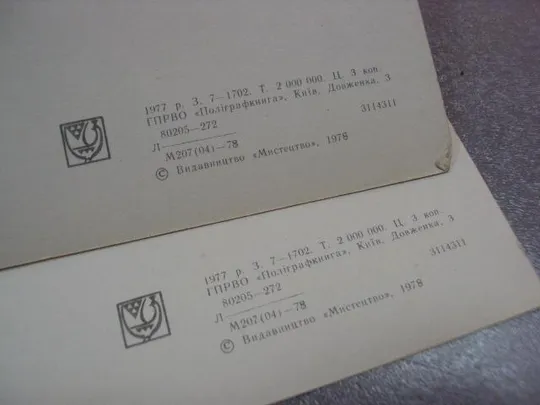 1977 р. З. 7—1702. Т. 2 000 000. Ц. 3 коп.
ГПРВО «Поліграфкнига», Київ, Довженка, 3
80205—272
Л
М207(04)—78
3114311
© Видавництво «Мистецтво», 1978
1977 р. З. 7—1702. Т. 2 000 000. Ц. 3 коп.
ГПРВО «Поліграфкнига», Київ, Довженка, 3
80205—272
Л
М207(04)—78
3114311
© Видавництво «Мистецтво», 1978